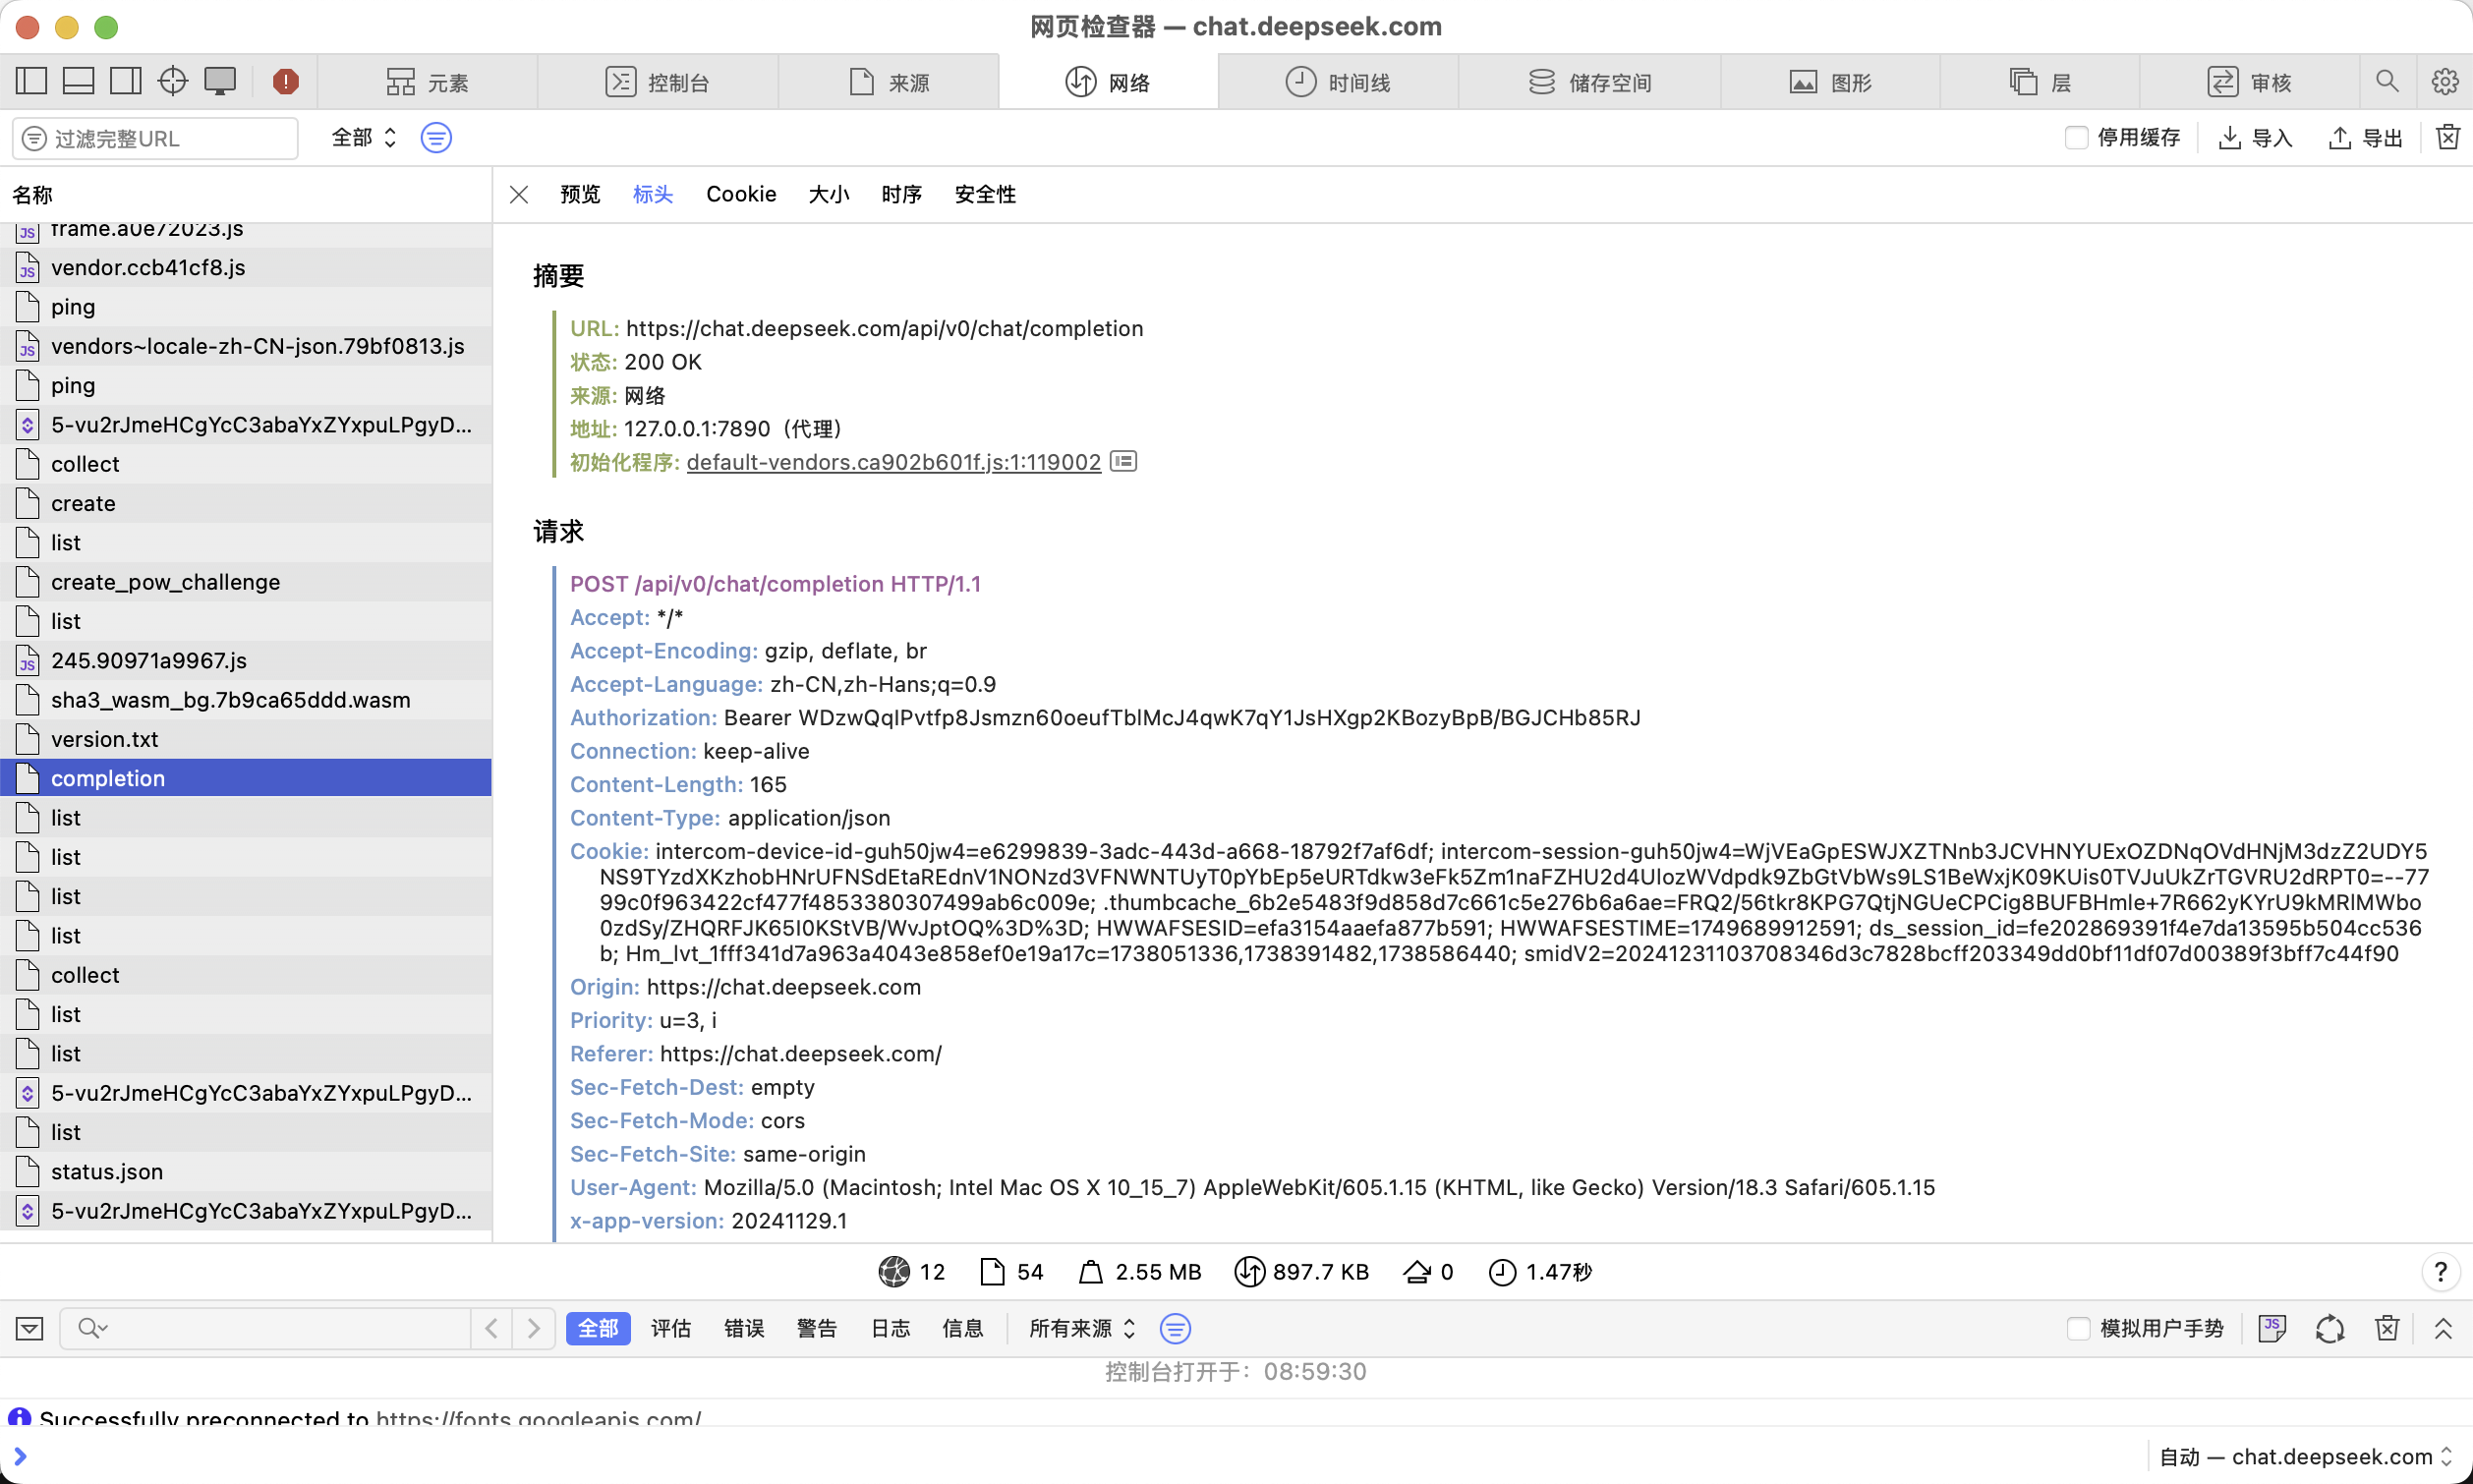 网页检查器 — chat.deepseek.com
元素
控制台
来源
网络
时间线
储存空间
图形
层
审核
过滤完整URL
全部
停用缓存
导入
导出
名称
预览
标头
Cookie
大小
时序
安全性
frame.a0e72023.js
vendor.ccb41cf8.js
ping
vendors~locale-zh-CN-json.79bf0813.js
ping
5-vu2rJmeHCgYcC3abaYxZYxpuLPgyD...
collect
create
list
create_pow_challenge
list
245.90971a9967.js
sha3_wasm_bg.7b9ca65ddd.wasm
version.txt
completion
list
list
list
list
collect
list
list
5-vu2rJmeHCgYcC3abaYxZYxpuLPgyD...
list
status.json
5-vu2rJmeHCgYcC3abaYxZYxpuLPgyD...
摘要
URL: https://chat.deepseek.com/api/v0/chat/completion
状态: 200 OK
来源: 网络
地址: 127.0.0.1:7890（代理）
初始化程序: default-vendors.ca902b601f.js:1:119002
请求
POST /api/v0/chat/completion HTTP/1.1
Accept: */*
Accept-Encoding: gzip, deflate, br
Accept-Language: zh-CN,zh-Hans;q=0.9
Authorization: Bearer WDzwQqIPvtfp8Jsmzn60oeufTblMcJ4qwK7qY1JsHXgp2KBozyBpB/BGJCHb85RJ
Connection: keep-alive
Content-Length: 165
Content-Type: application/json
Cookie: intercom-device-id-guh50jw4=e6299839-3adc-443d-a668-18792f7af6df; intercom-session-guh50jw4=WjVEaGpESWJXZTNnb3JCVHNYUExOZDNqOVdHNjM3dzZ2UDY5
NS9TYzdXKzhobHNrUFNSdEtaREdnV1NONzd3VFNWNTUyT0pYbEp5eURTdkw3eFk5Zm1naFZHU2d4UlozWVdpdk9ZbGtVbWs9LS1BeWxjK09KUis0TVJuUkZrTGVRU2dRPT0=--77
99c0f963422cf477f4853380307499ab6c009e; .thumbcache_6b2e5483f9d858d7c661c5e276b6a6ae=FRQ2/56tkr8KPG7QtjNGUeCPCig8BUFBHmle+7R662yKYrU9kMRlMWbo
0zdSy/ZHQRFJK65I0KStVB/WvJptOQ%3D%3D; HWWAFSESID=efa3154aaefa877b591; HWWAFSESTIME=1749689912591; ds_session_id=fe202869391f4e7da13595b504cc536
b; Hm_lvt_1fff341d7a963a4043e858ef0e19a17c=1738051336,1738391482,1738586440; smidV2=20241231103708346d3c7828bcff203349dd0bf11df07d00389f3bff7c44f90
Origin: https://chat.deepseek.com
Priority: u=3, i
Referer: https://chat.deepseek.com/
Sec-Fetch-Dest: empty
Sec-Fetch-Mode: cors
Sec-Fetch-Site: same-origin
User-Agent: Mozilla/5.0 (Macintosh; Intel Mac OS X 10_15_7) AppleWebKit/605.1.15 (KHTML, like Gecko) Version/18.3 Safari/605.1.15
x-app-version: 20241129.1
12
54
2.55 MB
897.7 KB
0
1.47秒
?
全部
评估
错误
警告
日志
信息
所有来源
模拟用户手势
控制台打开于： 08:59:30
Successfully preconnected to https://fonts.googleapis.com/
自动 — chat.deepseek.com